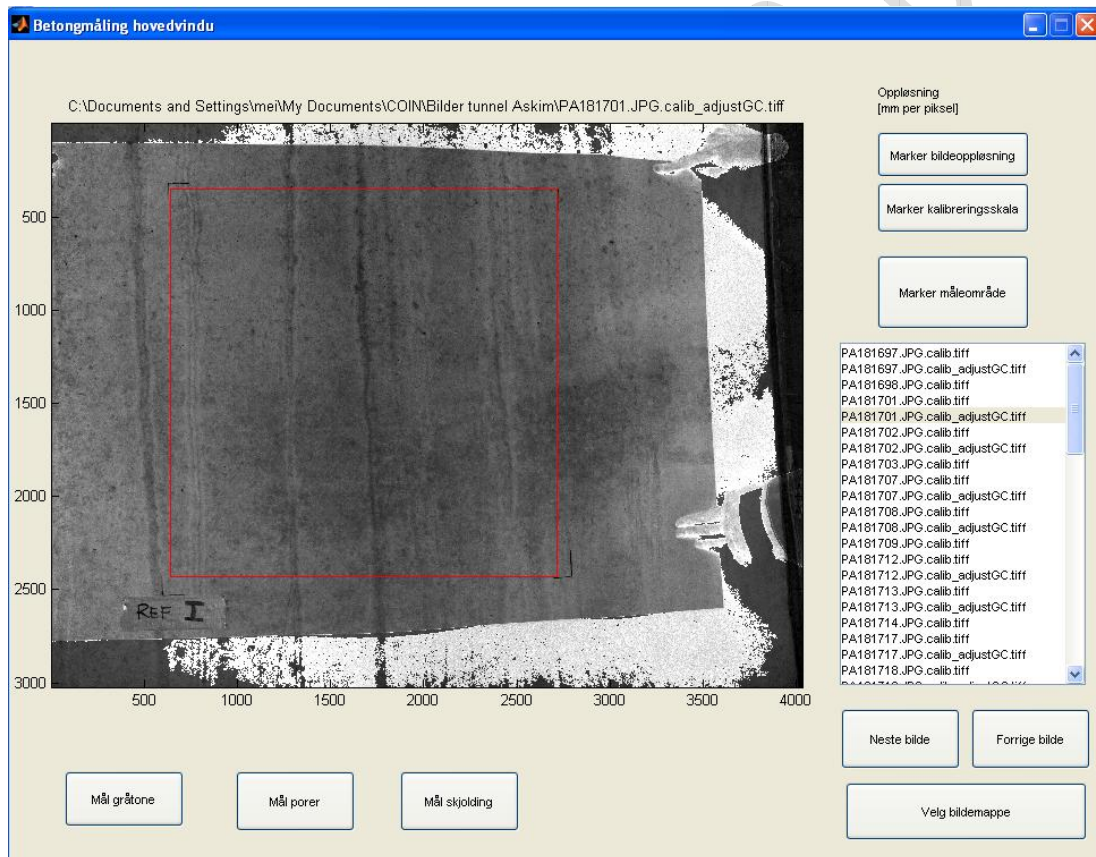 Betongmåling hovedvindu
C:\Documents and Settings\mei\My Documents\COIN\Bilder tunnel Askim\PA181701.JPG.calib_adjustGC.tiff
500
1000
1500
2000
2500
3000
REF I
500
1000
1500
2000
2500
3000
3500
4000
Mål gråtone
Mål porer
Mål skjolding
Oppløsning
[mm per piksel]
Marker bildeoppløsning
Marker kalibreringsskala
Marker måleområde
PA181697.JPG.calib.tiff
PA181697.JPG.calib_adjustGC.tiff
PA181698.JPG.calib.tiff
PA181701.JPG.calib.tiff
PA181701.JPG.calib_adjustGC.tiff
PA181702.JPG.calib.tiff
PA181702.JPG.calib_adjustGC.tiff
PA181703.JPG.calib.tiff
PA181707.JPG.calib.tiff
PA181707.JPG.calib_adjustGC.tiff
PA181708.JPG.calib.tiff
PA181708.JPG.calib_adjustGC.tiff
PA181709.JPG.calib.tiff
PA181712.JPG.calib.tiff
PA181712.JPG.calib_adjustGC.tiff
PA181713.JPG.calib.tiff
PA181713.JPG.calib_adjustGC.tiff
PA181714.JPG.calib.tiff
PA181717.JPG.calib.tiff
PA181717.JPG.calib_adjustGC.tiff
PA181718.JPG.calib.tiff
Neste bilde
Forrige bilde
Velg bildemappe